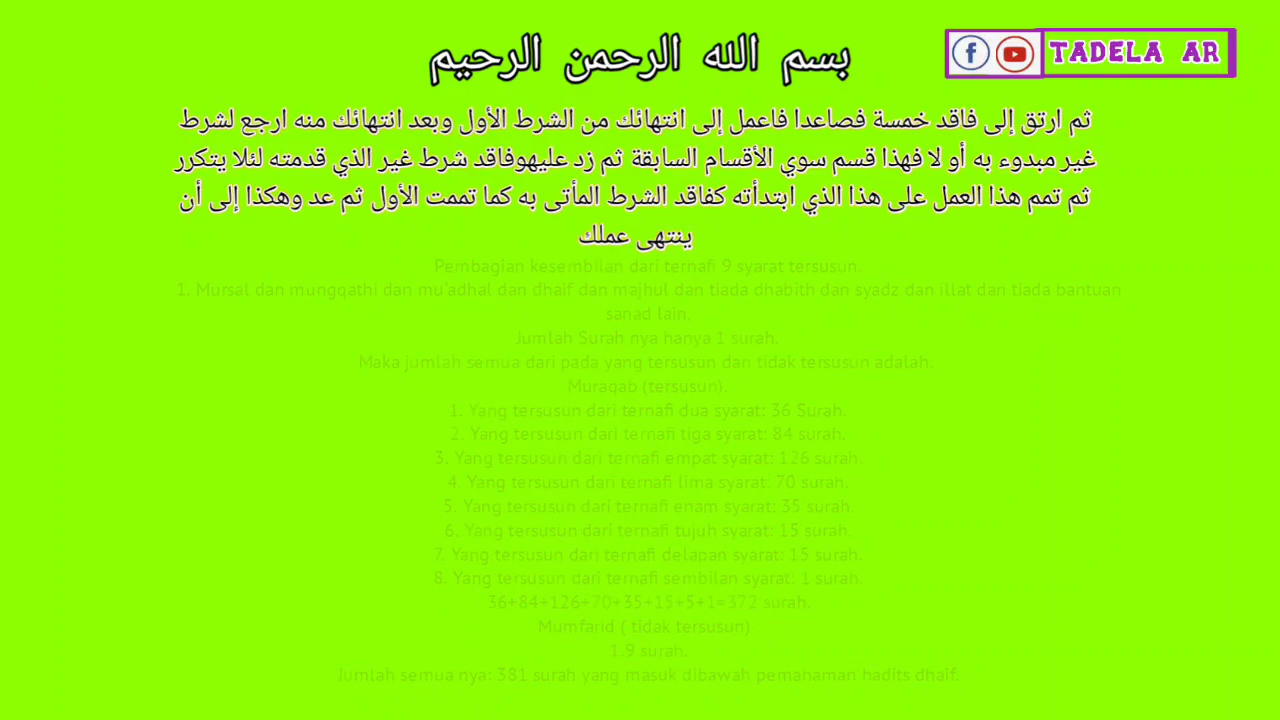 بسم الله الرحمن الرحيم
TADELA AR
ثم ارتق إلى فاقد خمسة فصاعدا فاعمل إلى انتهائك من الشرط الأول وبعد انتهائك منه ارجع لشرط
غير مبدوء به أو لا فهذا قسم سوي الأقسام السابقة ثم زد عليهوفاقد شرط غير الذي قدمته لئلا يتكرر
ثم تمم هذا العمل على هذا الذي ابتدأته كفاقد الشرط المأتى به كما تممت الأول ثم عد وهكذا إلى أن
ينتهى عملك
Pembagian kesembilan dari ternafi 9 syarat tersusun.
1. Mursal dan mungqathi dan mu'adhal dan dhaif dan majhul dan tiada dhabith dan syadz dan illat dan tiada bantuan
sanad lain.
Jumlah Surah nya hanya 1 surah.
Maka jumlah semua dari pada yang tersusun dan tidak tersusun adalah.
Muraqab (tersusun).
1. Yang tersusun dari ternafi dua syarat: 36 Surah.
2. Yang tersusun dari ternafi tiga syarat: 84 surah.
3. Yang tersusun dari ternafi empat syarat: 126 surah.
4. Yang tersusun dari ternafi lima syarat: 70 surah.
5. Yang tersusun dari ternafi enam syarat: 35 surah.
6. Yang tersusun dari ternafi tujuh syarat: 15 surah.
7. Yang tersusun dari ternafi delapan syarat: 15 surah.
8. Yang tersusun dari ternafi sembilan syarat: 1 surah.
36+84+126+70+35+15+5+1=372 surah.
Mumfarid ( tidak tersusun)
1.9 surah.
Jumlah semua nya: 381 surah yang masuk dibawah pemahaman hadits dhaif.